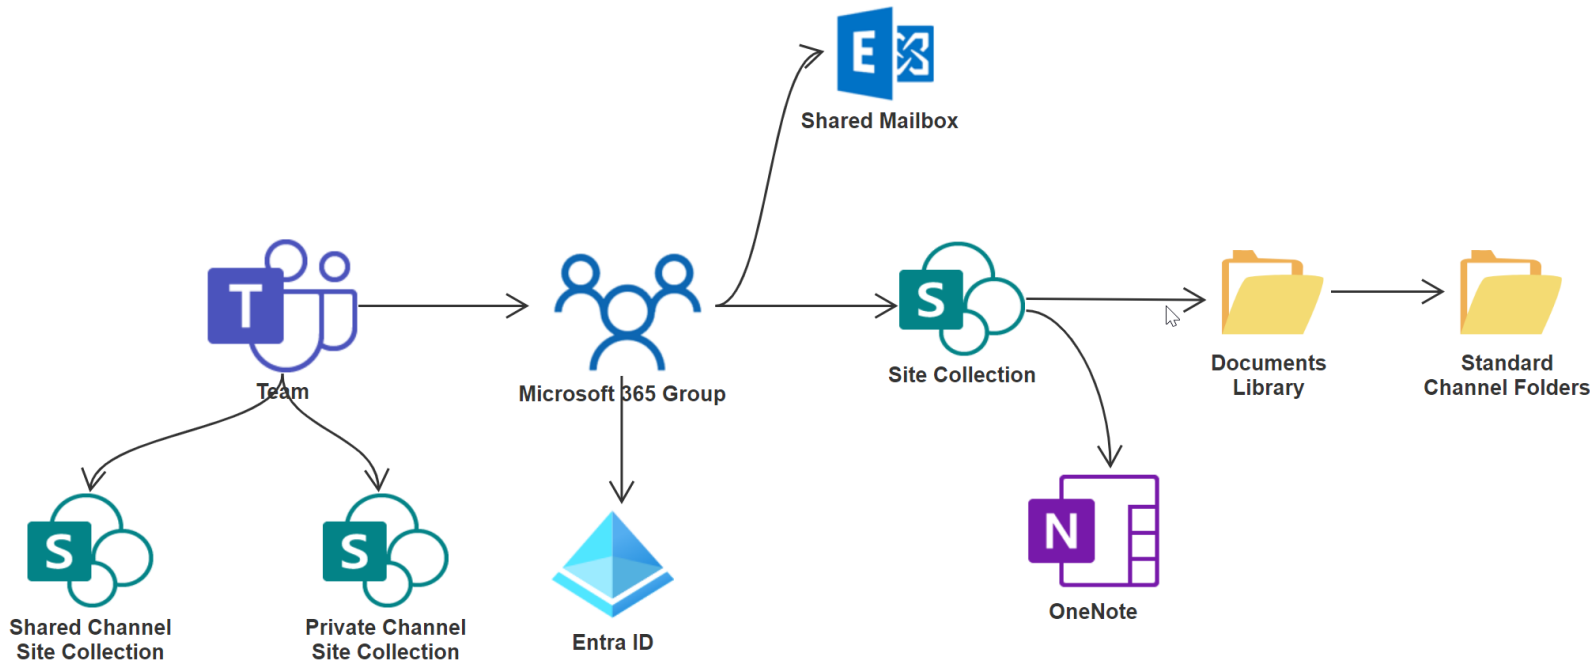 E
Shared Mailbox
T
Team
Microsoft 365 Group
S
Site Collection
Documents
Library
Standard
Channel Folders
S
Shared Channel
Site Collection
S
Private Channel
Site Collection
Entra ID
N
OneNote